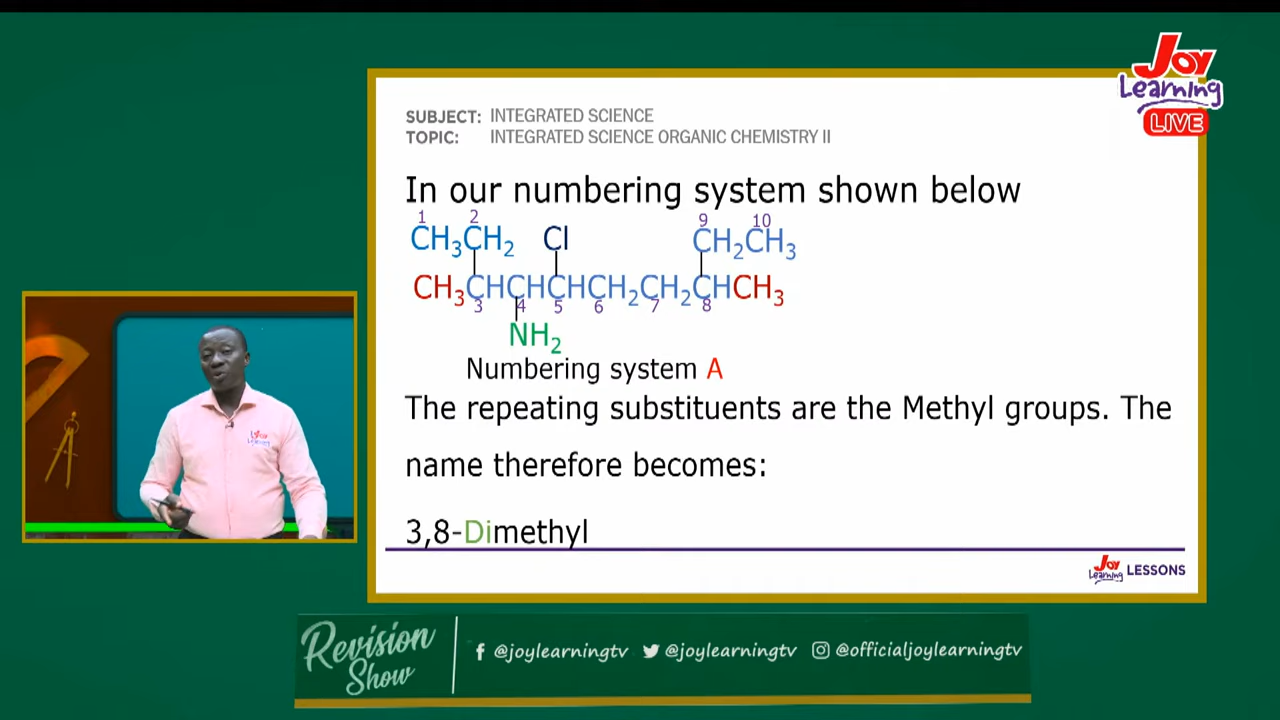 Joy
Learning
LIVE
SUBJECT: INTEGRATED SCIENCE
TOPIC: INTEGRATED SCIENCE ORGANIC CHEMISTRY II
In our numbering system shown below
1 2 9 10
CH3CH2 Cl CH2CH3
CH3CHCHCHCH2CH2CHCH3
3 4 5 6 7 8
NH2
Numbering system A
The repeating substituents are the Methyl groups. The
name therefore becomes:
3,8-Dimethyl
Joy Learning LESSONS
Revision Show
@joylearningtv @joylearningtv @officialjoylearningtv